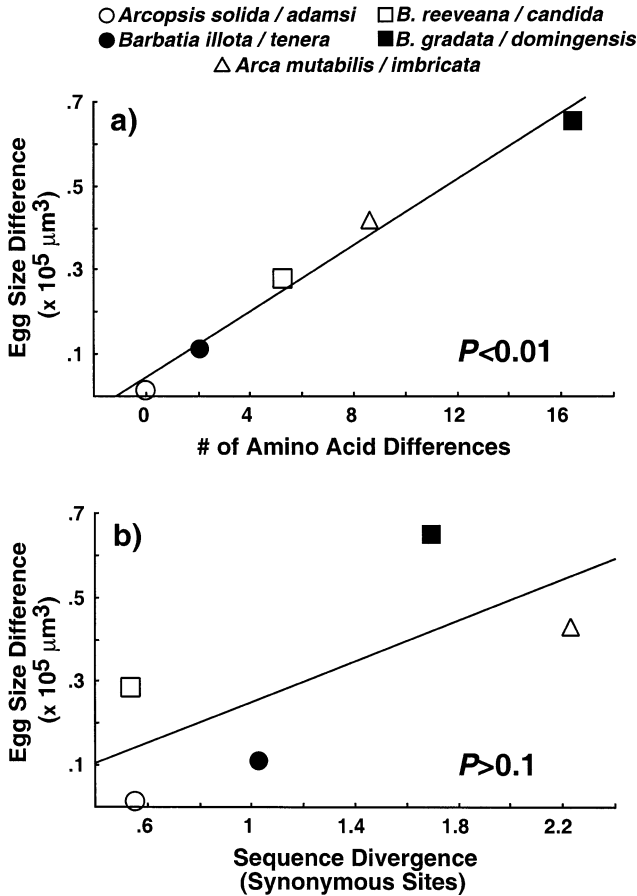 Arcopsis solida / adamsi
B. reeveana / candida
Barbatia illota / tenera
B. gradata / domingensis
Arca mutabilis / imbricata
a)
Egg Size Difference
(x 10⁵ µm³)
.7
.5
.3
.1
P<0.01
0 4 8 12 16
# of Amino Acid Differences
b)
Egg Size Difference
(x 10⁵ µm³)
.7
.5
.3
.1
P>0.1
.6 1 1.4 1.8 2.2
Sequence Divergence
(Synonymous Sites)